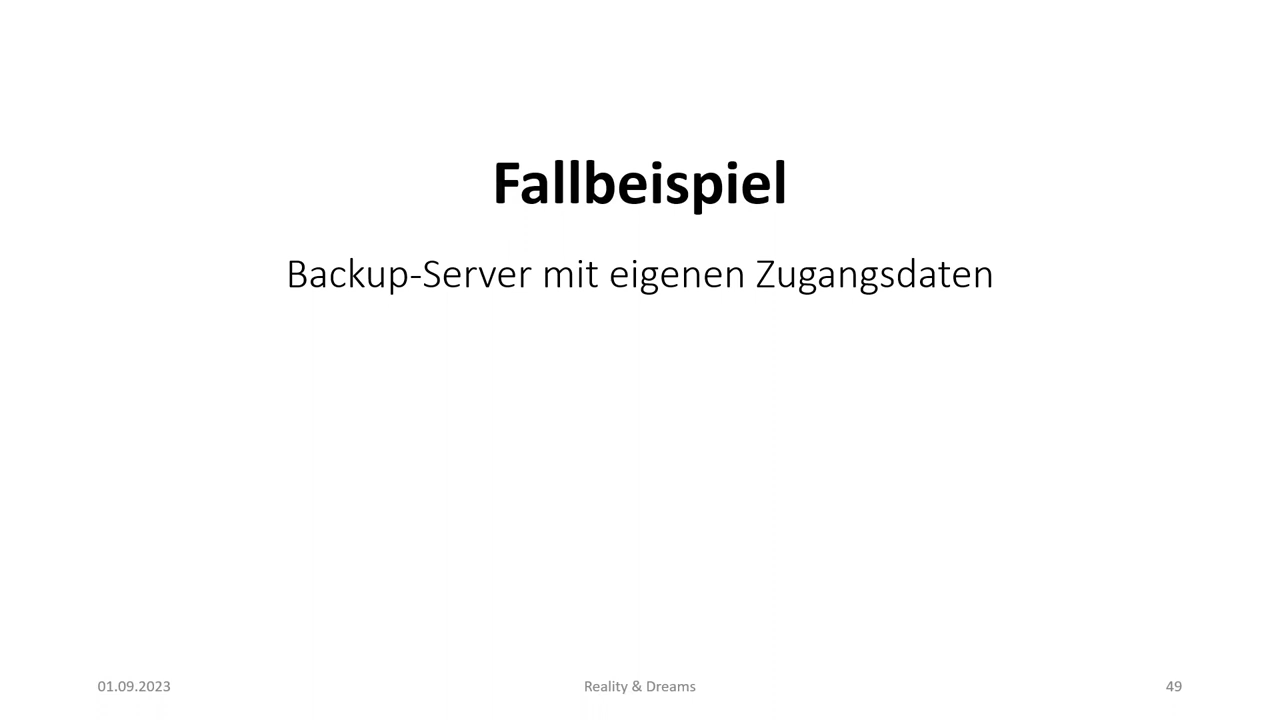 Fallbeispiel
Backup-Server mit eigenen Zugangsdaten
01.09.2023
Reality & Dreams
49